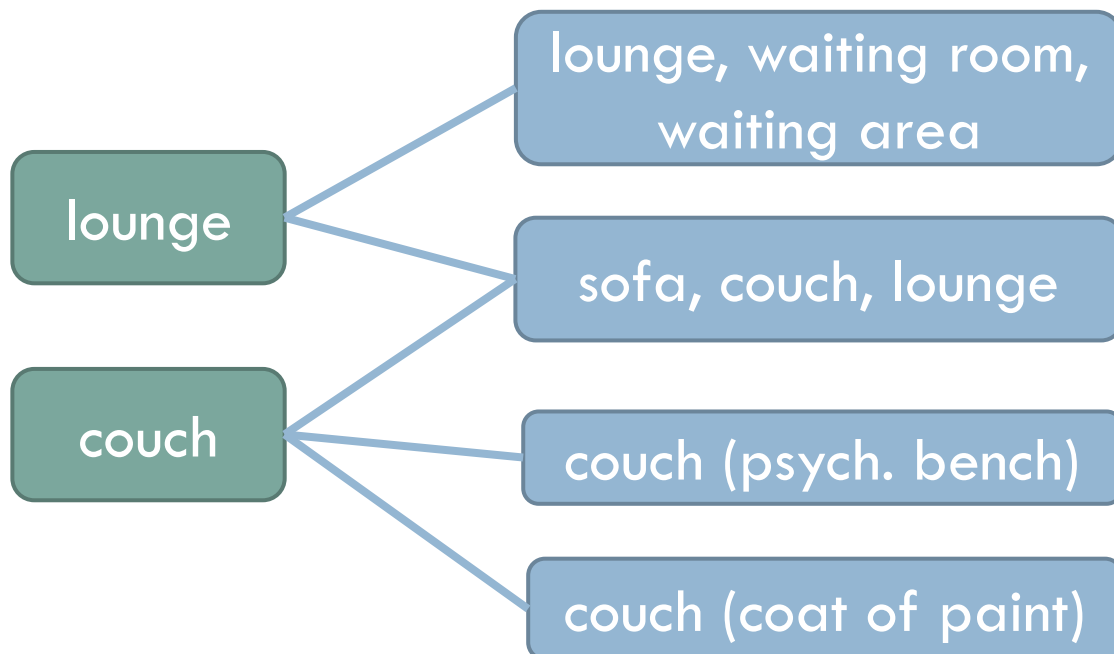 lounge
couch
lounge, waiting room,
waiting area
sofa, couch, lounge
couch (psych. bench)
couch (coat of paint)